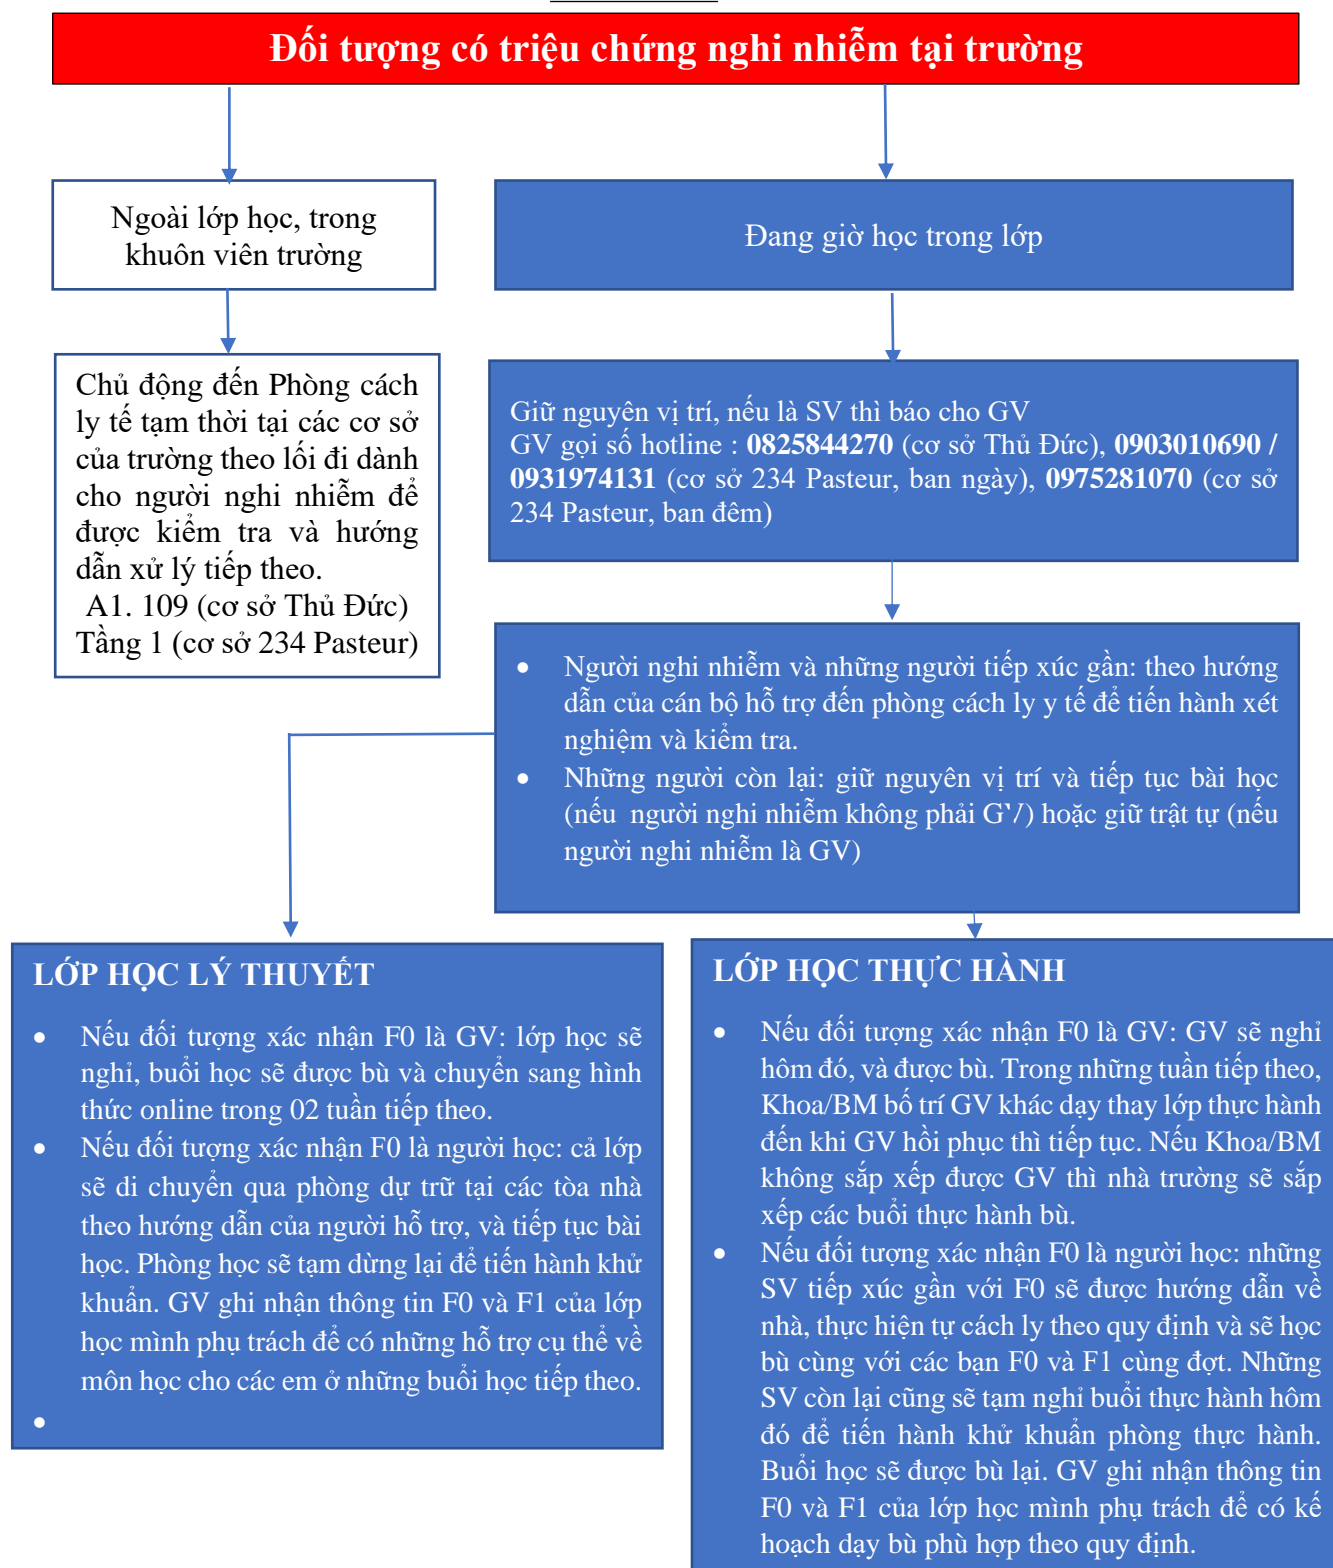 Đối tượng có triệu chứng nghi nhiễm tại trường
Ngoài lớp học, trong
khuôn viên trường
Đang giờ học trong lớp
Chủ động đến Phòng cách
ly tế tạm thời tại các cơ sở
của trường theo lối đi dành
cho người nghi nhiễm để
được kiểm tra và hướng
dẫn xử lý tiếp theo.
A1. 109 (cơ sở Thủ Đức)
Tầng 1 (cơ sở 234 Pasteur)
Giữ nguyên vị trí, nếu là SV thì báo cho GV
GV gọi số hotline : 0825844270 (cơ sở Thủ Đức), 0903010690 /
0931974131 (cơ sở 234 Pasteur, ban ngày), 0975281070 (cơ sở
234 Pasteur, ban đêm)
• Người nghi nhiễm và những người tiếp xúc gần: theo hướng
dẫn của cán bộ hỗ trợ đến phòng cách ly y tế để tiến hành xét
nghiệm và kiểm tra.
• Những người còn lại: giữ nguyên vị trí và tiếp tục bài học
(nếu người nghi nhiễm không phải GV) hoặc giữ trật tự (nếu
người nghi nhiễm là GV)
LỚP HỌC LÝ THUYẾT
• Nếu đối tượng xác nhận F0 là GV: lớp học sẽ
nghỉ, buổi học sẽ được bù và chuyển sang hình
thức online trong 02 tuần tiếp theo.
• Nếu đối tượng xác nhận F0 là người học: cả lớp
sẽ di chuyển qua phòng dự trữ tại các tòa nhà
theo hướng dẫn của người hỗ trợ, và tiếp tục bài
học. Phòng học sẽ tạm dừng lại để tiến hành khử
khuẩn. GV ghi nhận thông tin F0 và F1 của lớp
học mình phụ trách để có những hỗ trợ cụ thể về
môn học cho các em ở những buổi học tiếp theo.
•
LỚP HỌC THỰC HÀNH
• Nếu đối tượng xác nhận F0 là GV: GV sẽ nghỉ
hôm đó, và được bù. Trong những tuần tiếp theo,
Khoa/BM bố trí GV khác dạy thay lớp thực hành
đến khi GV hồi phục thì tiếp tục. Nếu Khoa/BM
không sắp xếp được GV thì nhà trường sẽ sắp
xếp các buổi thực hành bù.
• Nếu đối tượng xác nhận F0 là người học: những
SV tiếp xúc gần với F0 sẽ được hướng dẫn về
nhà, thực hiện tự cách ly theo quy định và sẽ học
bù cùng với các bạn F0 và F1 cùng đợt. Những
SV còn lại cũng sẽ tạm nghỉ buổi thực hành hôm
đó để tiến hành khử khuẩn phòng thực hành.
Buổi học sẽ được bù lại. GV ghi nhận thông tin
F0 và F1 của lớp học mình phụ trách để có kế
hoạch dạy bù phù hợp theo quy định.